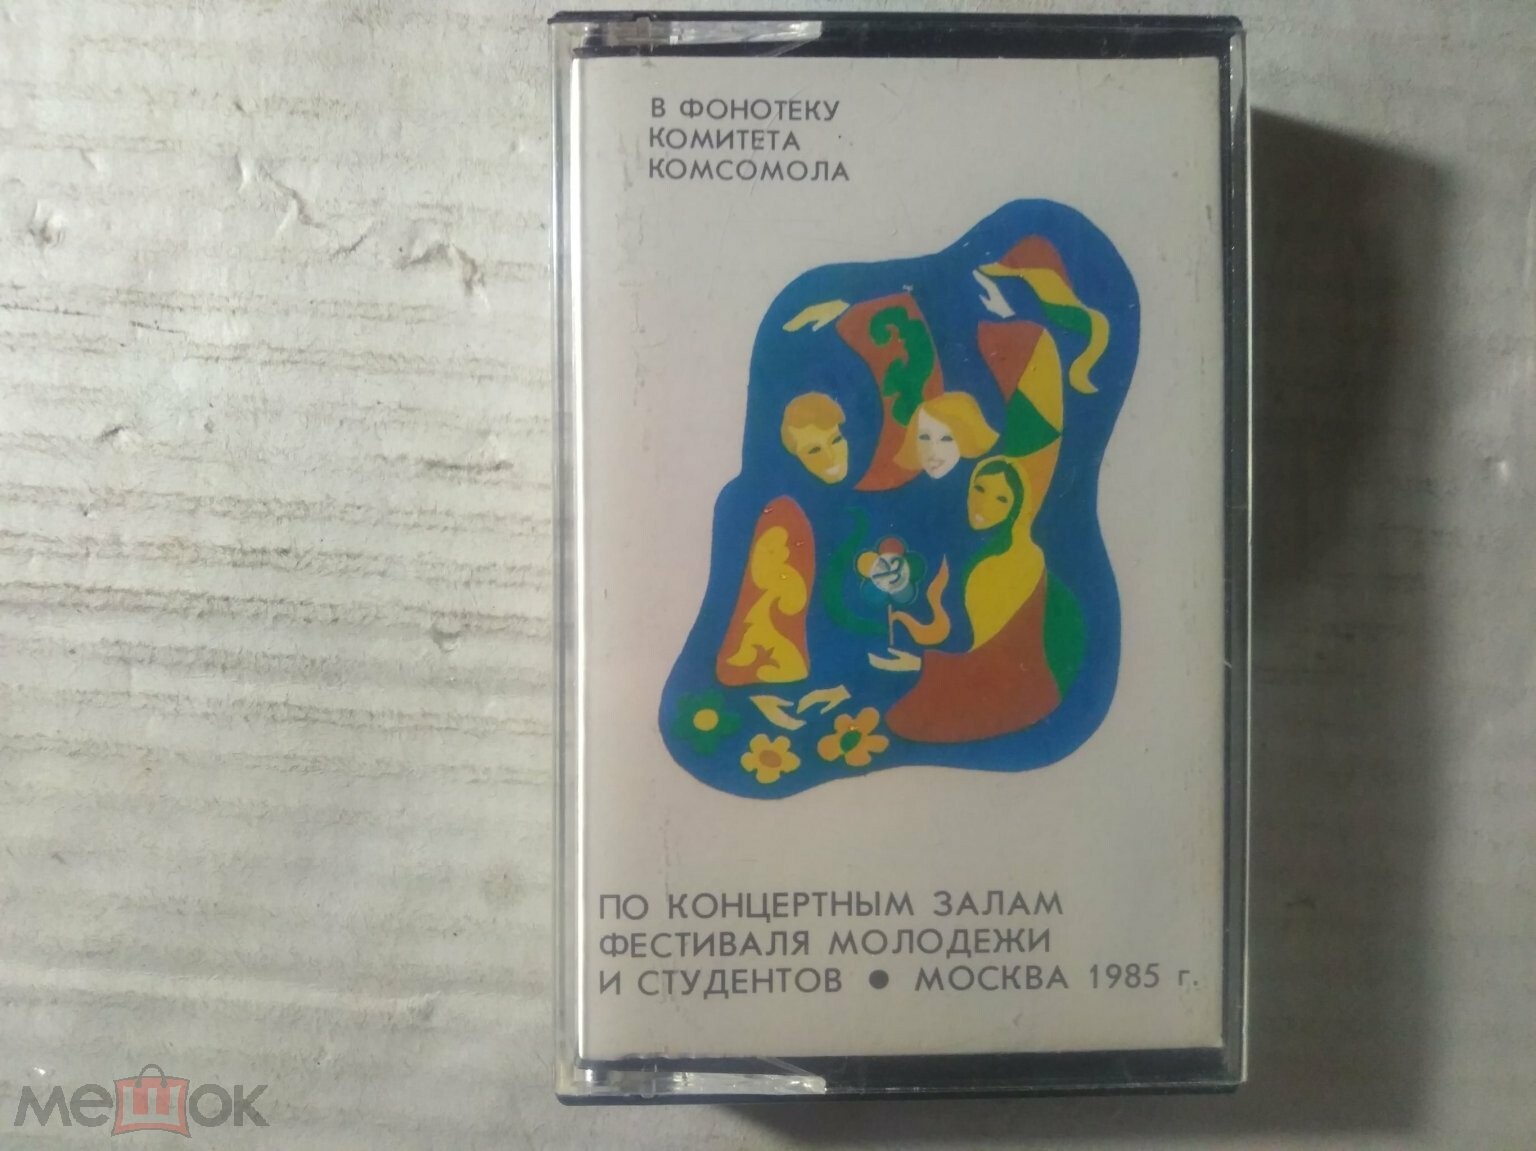 В ФОНОТЕКУ
КОМИТЕТА
КОМСОМОЛА
ПО КОНЦЕРТНЫМ ЗАЛАМ
ФЕСТИВАЛЯ МОЛОДЕЖИ
И СТУДЕНТОВ ● МОСКВА 1985 г.
мешок